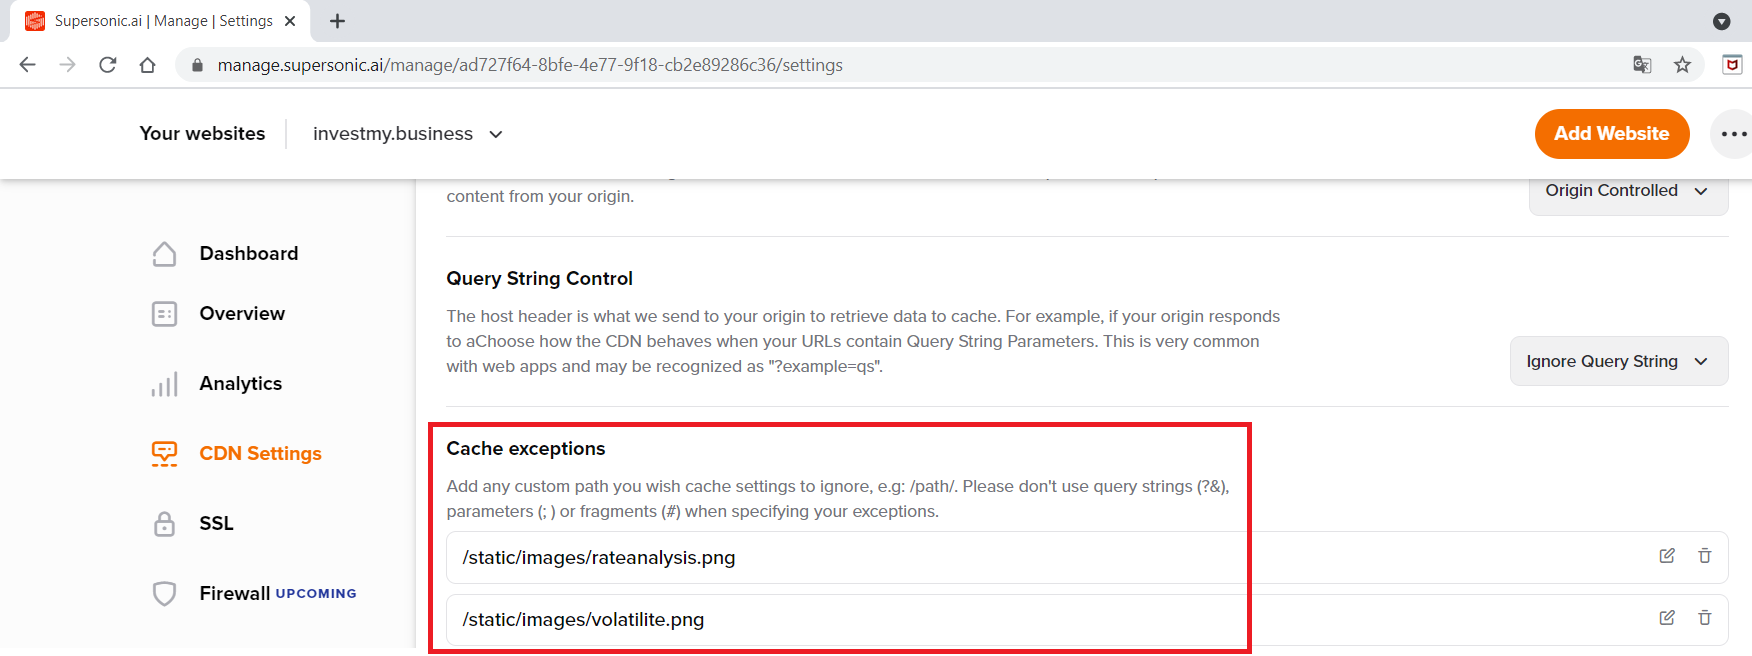 Supersonic.ai | Manage | Settings
manage.supersonic.ai/manage/ad727f64-8bfe-4e77-9f18-cb2e89286c36/settings
Your websites
investmy.business
Add Website
content from your origin.
Origin Controlled
Dashboard
Overview
Analytics
CDN Settings
SSL
Firewall UPCOMING
Query String Control
The host header is what we send to your origin to retrieve data to cache. For example, if your origin responds
to aChoose how the CDN behaves when your URLs contain Query String Parameters. This is very common
with web apps and may be recognized as "?example=qs".
Ignore Query String
Cache exceptions
Add any custom path you wish cache settings to ignore, e.g: /path/. Please don't use query strings (?&),
parameters (; ) or fragments (#) when specifying your exceptions.
/static/images/rateanalysis.png
/static/images/volatilite.png